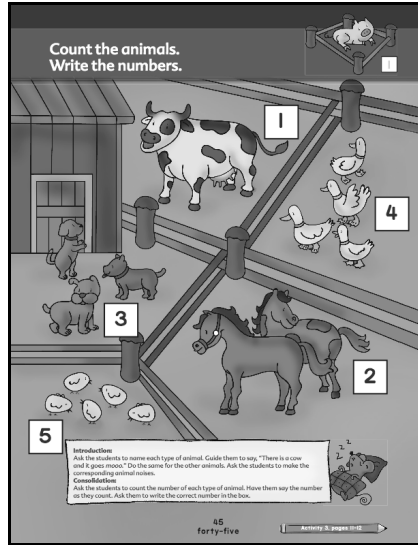 Count the animals.
Write the numbers.
1
1
4
3
2
5
Introduction:
Ask the students to name each type of animal. Guide them to say, "There is a cow
and it goes mooo." Do the same for the other animals. Ask the students to make the
corresponding animal noises.
Consolidation:
Ask the students to count the number of each type of animal. Have them say the number
as they count. Ask them to write the correct number in the box.
z z z
45
forty-five
Activity 3, pages 11-12